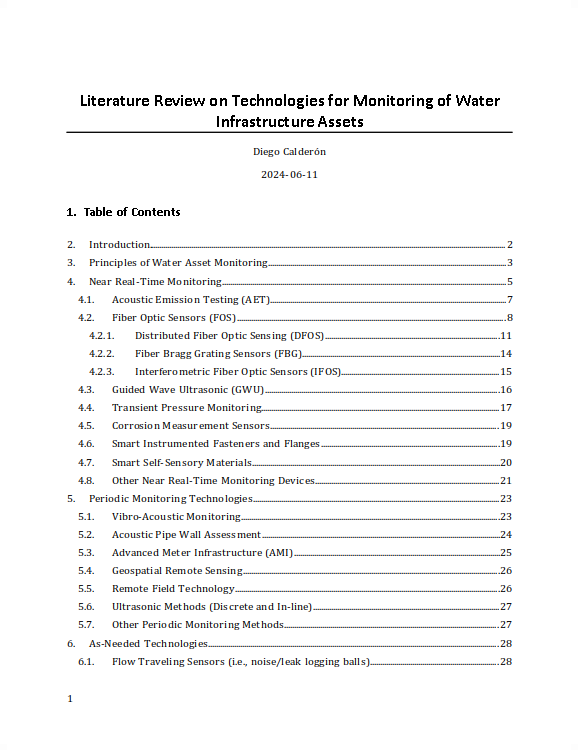 Literature Review on Technologies for Monitoring of Water
Infrastructure Assets
Diego Calderón
2024-06-11
1. Table of Contents
2. Introduction 2
3. Principles of Water Asset Monitoring 3
4. Near Real-Time Monitoring 5
4.1. Acoustic Emission Testing (AET) 7
4.2. Fiber Optic Sensors (FOS) 8
4.2.1. Distributed Fiber Optic Sensing (DFOS) 11
4.2.2. Fiber Bragg Grating Sensors (FBG) 14
4.2.3. Interferometric Fiber Optic Sensors (IFOS) 15
4.3. Guided Wave Ultrasonic (GWU) 16
4.4. Transient Pressure Monitoring 17
4.5. Corrosion Measurement Sensors 19
4.6. Smart Instrumented Fasteners and Flanges 19
4.7. Smart Self-Sensory Materials 20
4.8. Other Near Real-Time Monitoring Devices 21
5. Periodic Monitoring Technologies 23
5.1. Vibro-Acoustic Monitoring 23
5.2. Acoustic Pipe Wall Assessment 24
5.3. Advanced Meter Infrastructure (AMI) 25
5.4. Geospatial Remote Sensing 26
5.5. Remote Field Technology 26
5.6. Ultrasonic Methods (Discrete and In-line) 27
5.7. Other Periodic Monitoring Methods 27
6. As-Needed Technologies 28
6.1. Flow Traveling Sensors (i.e., noise/leak logging balls) 28
1